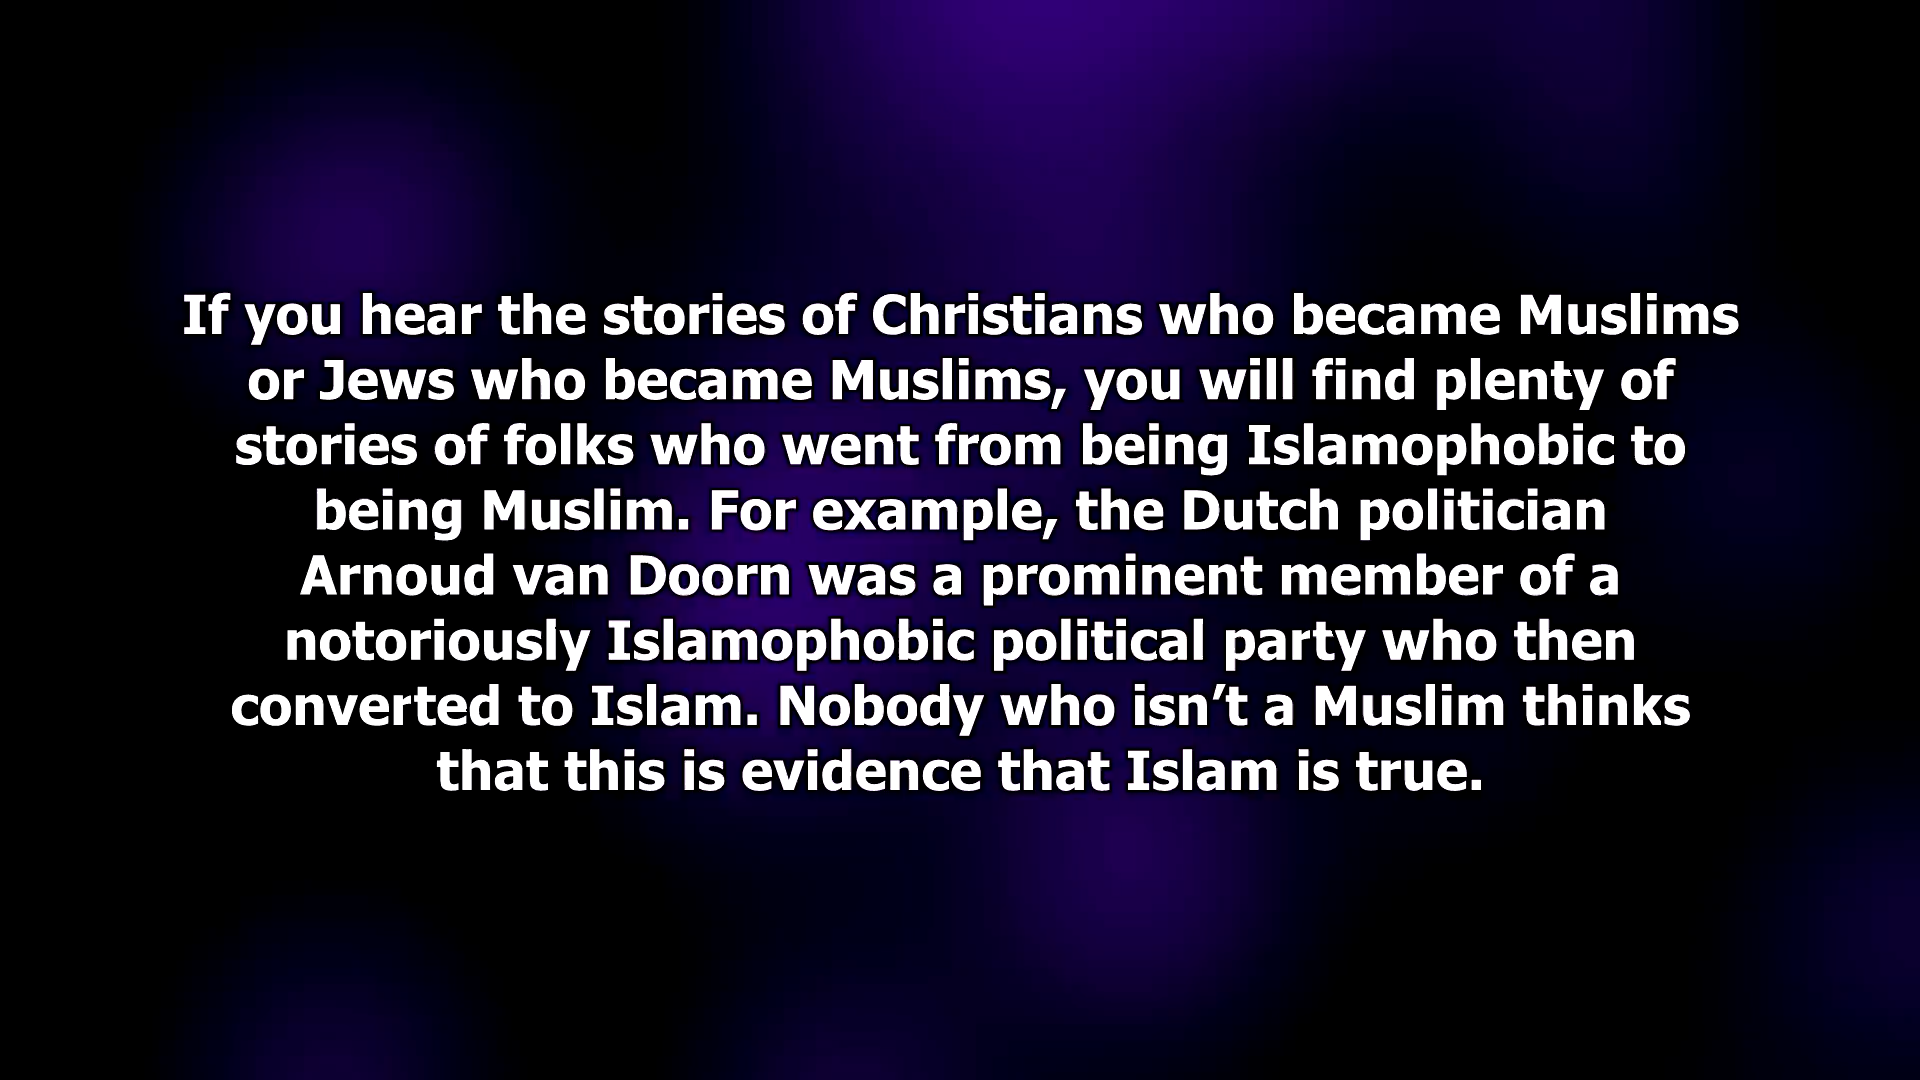 If you hear the stories of Christians who became Muslims
or Jews who became Muslims, you will find plenty of
stories of folks who went from being Islamophobic to
being Muslim. For example, the Dutch politician
Arnoud van Doorn was a prominent member of a
notoriously Islamophobic political party who then
converted to Islam. Nobody who isn’t a Muslim thinks
that this is evidence that Islam is true.